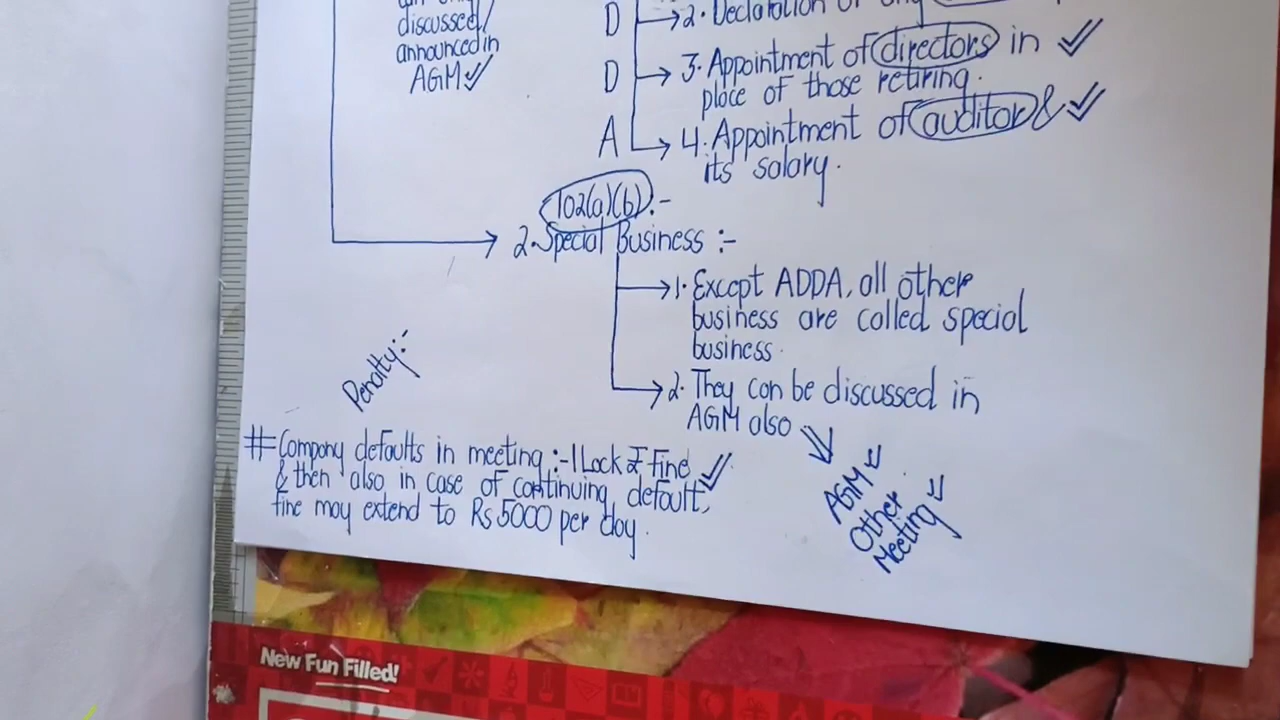 discussed/
announced in
AGM
D → 2. Declaration of any
D → 3. Appointment of directors in
place of those retiring.
A → 4. Appointment of auditor &
its salary.
102(a)(b) :-
2. Special Business :-
→ 1. Except ADDA, all other
business are called special
business.
→ 2. They can be discussed in
AGM also
AGM
Other
Meeting
Penalty :-
# Company defaults in meeting :- 1 Lack ₹ fine
& then also in case of continuing default,
fine may extend to Rs 5000 per day.
New Fun Filled!